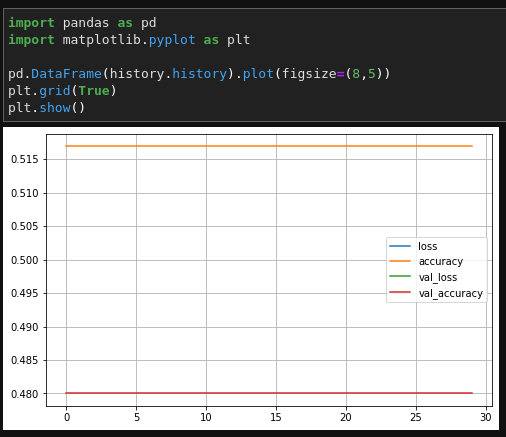 import pandas as pd
import matplotlib.pyplot as plt
pd.DataFrame(history.history).plot(figsize=(8,5))
plt.grid(True)
plt.show()
0.515
0.510
0.505
0.500
0.495
0.490
0.485
0.480
loss
accuracy
val_loss
val_accuracy
0 5 10 15 20 25 30